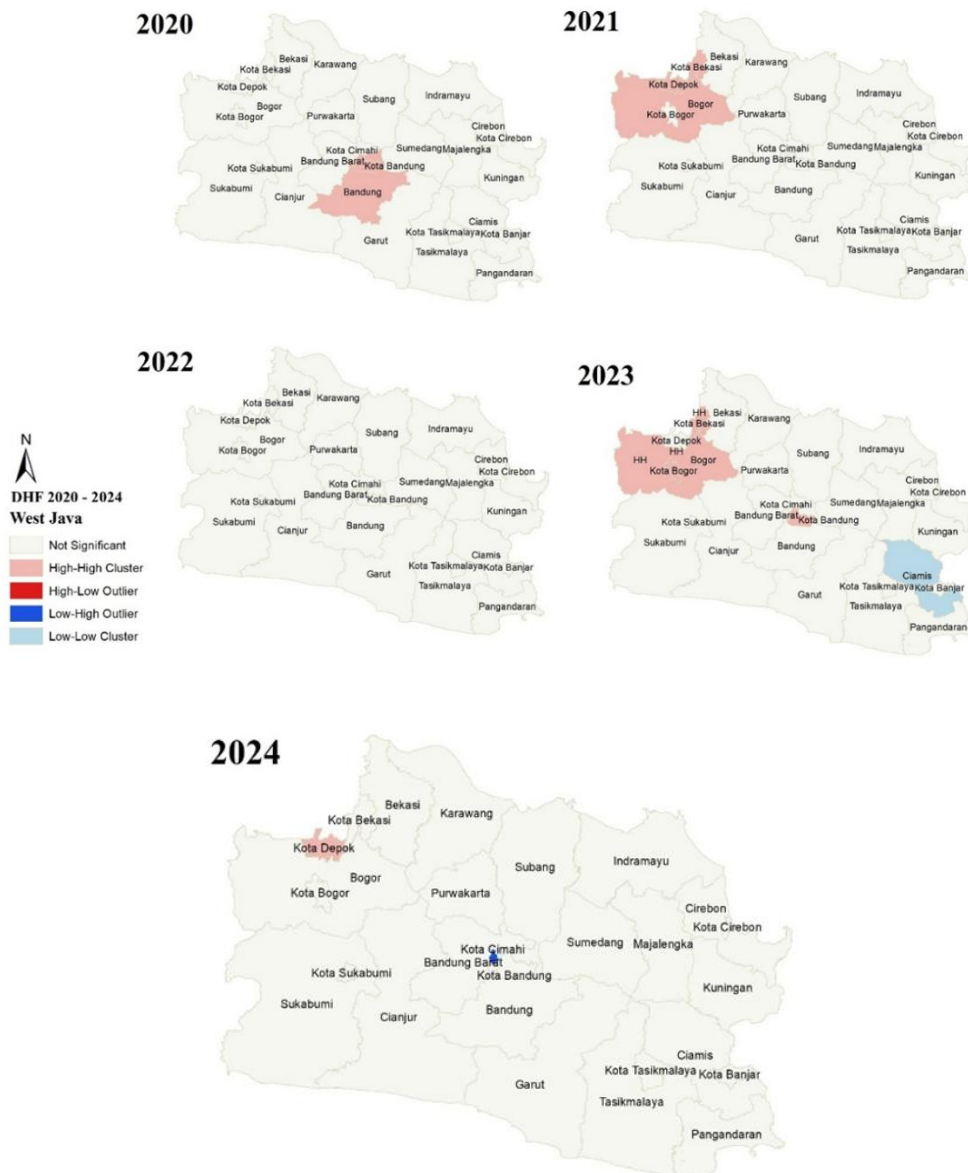 2020
Bekasi
Kota Bekasi
Karawang
Kota Depok
Subang
Indramayu
Bogor
Kota Bogor
Purwakarta
Cirebon
Kota Cirebon
Kota Cimahi
Sumedang
Majalengka
Bandung Barat
Kota Bandung
Kota Sukabumi
Kuningan
Sukabumi
Cianjur
Bandung
Ciamis
Kota Tasikmalaya
Kota Banjar
Garut
Tasikmalaya
Pangandaran
2021
Bekasi
Kota Bekasi
Karawang
Kota Depok
Subang
Indramayu
Bogor
Kota Bogor
Purwakarta
Cirebon
Kota Cirebon
Kota Cimahi
Sumedang
Majalengka
Bandung Barat
Kota Bandung
Kota Sukabumi
Kuningan
Sukabumi
Cianjur
Bandung
Ciamis
Kota Tasikmalaya
Kota Banjar
Garut
Tasikmalaya
Pangandaran
2022
Bekasi
Kota Bekasi
Karawang
Kota Depok
Subang
Indramayu
Bogor
Kota Bogor
Purwakarta
Cirebon
Kota Cirebon
Kota Cimahi
Sumedang
Majalengka
Bandung Barat
Kota Bandung
Kota Sukabumi
Kuningan
Sukabumi
Cianjur
Bandung
Ciamis
Kota Tasikmalaya
Kota Banjar
Garut
Tasikmalaya
Pangandaran
2023
HH
Bekasi
Kota Bekasi
Karawang
Kota Depok
Subang
Indramayu
HH
HH
Bogor
Kota Bogor
Purwakarta
Cirebon
Kota Cirebon
Kota Cimahi
Sumedang
Majalengka
Bandung Barat
Kota Bandung
Kota Sukabumi
Kuningan
Sukabumi
Cianjur
Bandung
Ciamis
Kota Tasikmalaya
Kota Banjar
Garut
Tasikmalaya
Pangandaran
N
DHF 2020 - 2024
West Java
Not Significant
High-High Cluster
High-Low Outlier
Low-High Outlier
Low-Low Cluster
2024
Bekasi
Kota Bekasi
Karawang
Kota Depok
Subang
Indramayu
Bogor
Kota Bogor
Purwakarta
Cirebon
Kota Cirebon
Kota Cimahi
Sumedang
Majalengka
Bandung Barat
Kota Bandung
Kota Sukabumi
Kuningan
Sukabumi
Cianjur
Bandung
Ciamis
Kota Tasikmalaya
Kota Banjar
Garut
Tasikmalaya
Pangandaran